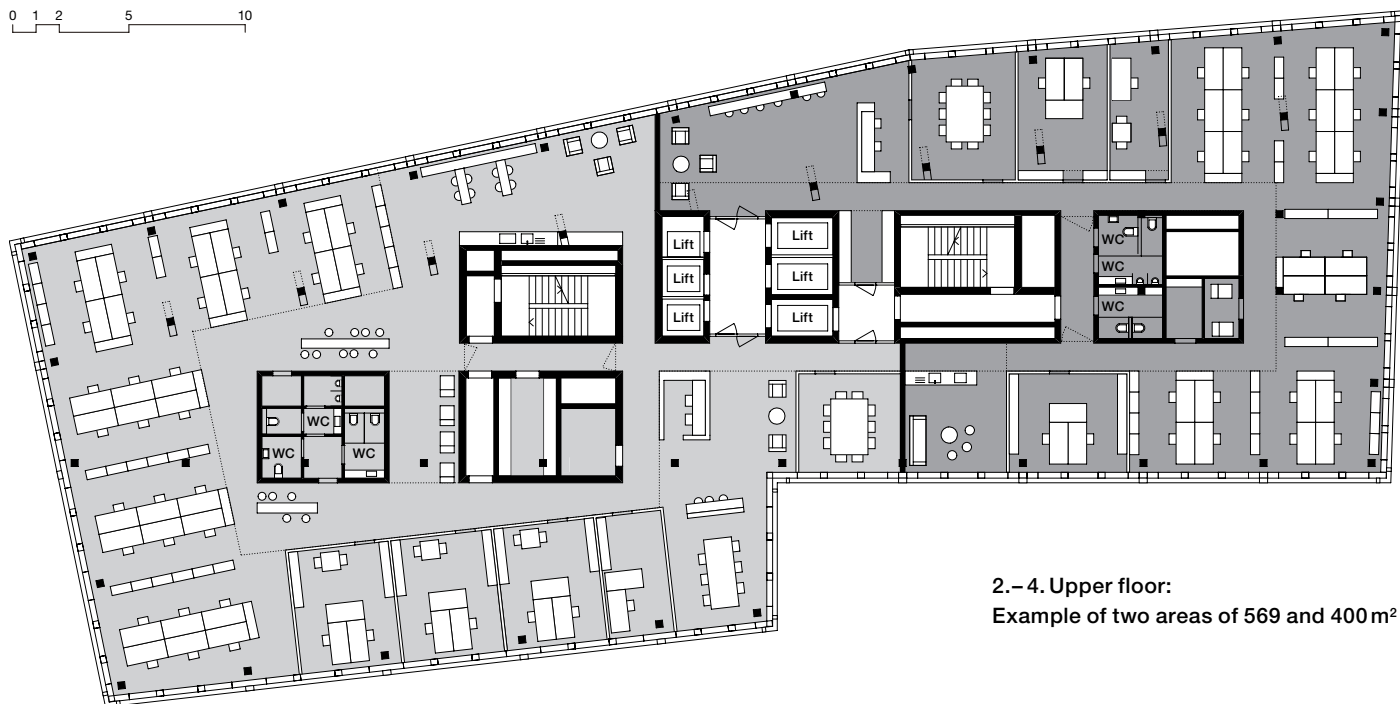 0 1 2 5 10
Lift Lift WC
Lift Lift WC
Lift Lift WC
WC
WC WC
2.– 4. Upper floor:
Example of two areas of 569 and 400 m²